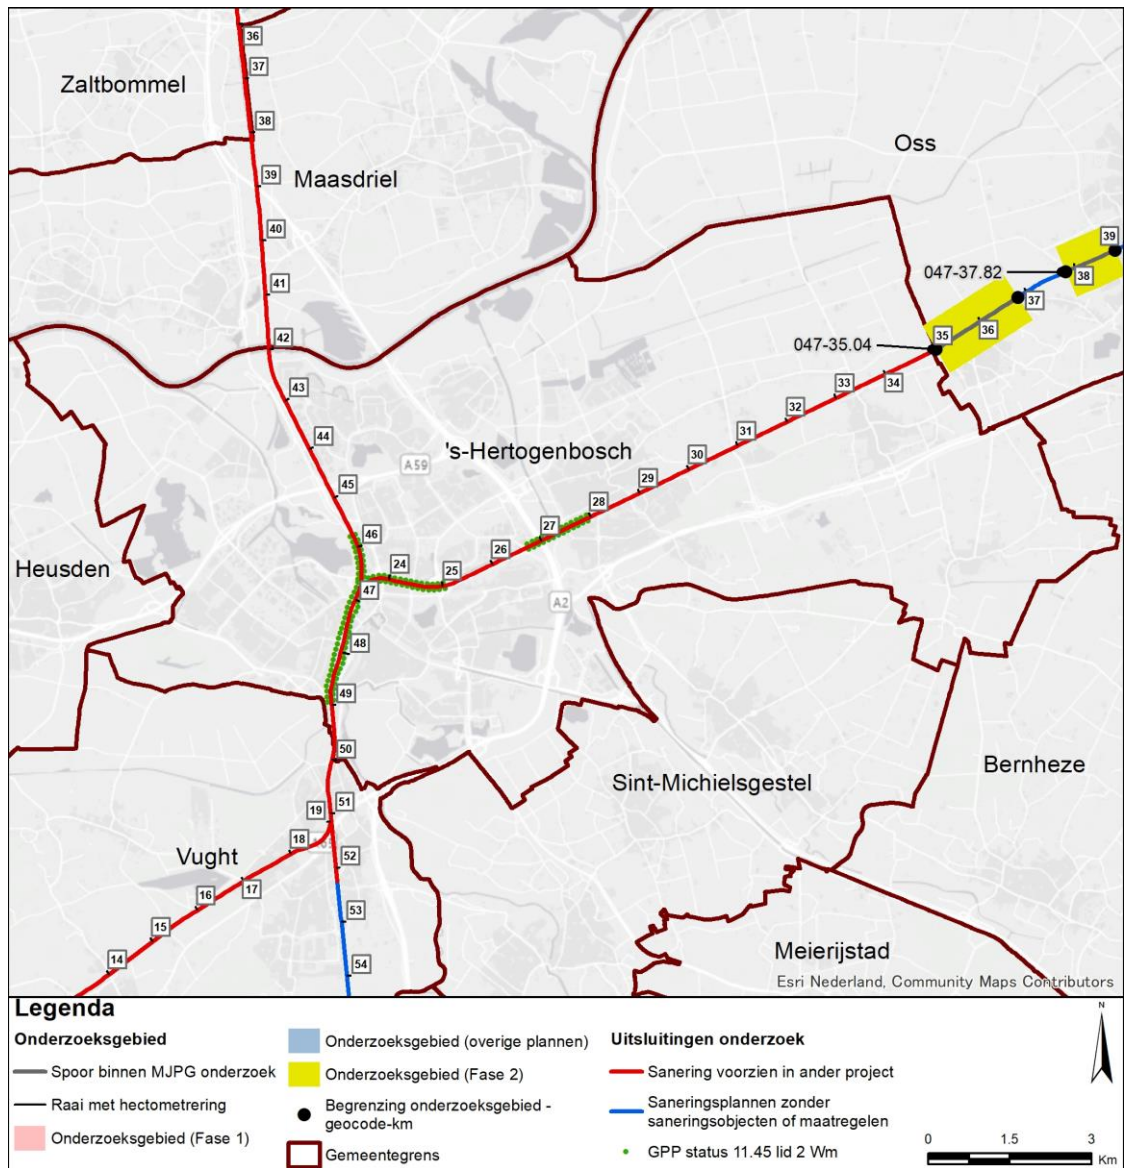 36
37
Zaltbommel
38
Oss
39
Maasdriel
40
39
38
047-37.82
41
37
36
42
35
047-35.04
34
43
33
32
44
31
's-Hertogenbosch
30
A59
29
45
28
27
46
26
Heusden
24
25
47
A2
48
49
50
Bernheze
Sint-Michielsgestel
51
19
18
Vught
52
17
16
53
15
Meierijstad
14
54
Esri Nederland, Community Maps Contributors
Legenda
Onderzoeksgebied
Spoor binnen MJPG onderzoek
Raai met hectometrering
Onderzoeksgebied (Fase 1)
Onderzoeksgebied (overige plannen)
Onderzoeksgebied (Fase 2)
Begrenzing onderzoeksgebied -
geocode-km
Gemeentegrens
Uitsluitingen onderzoek
Sanering voorzien in ander project
Saneringsplannen zonder
saneringsobjecten of maatregelen
GPP status 11.45 lid 2 Wm
N
0 1.5 3
Km